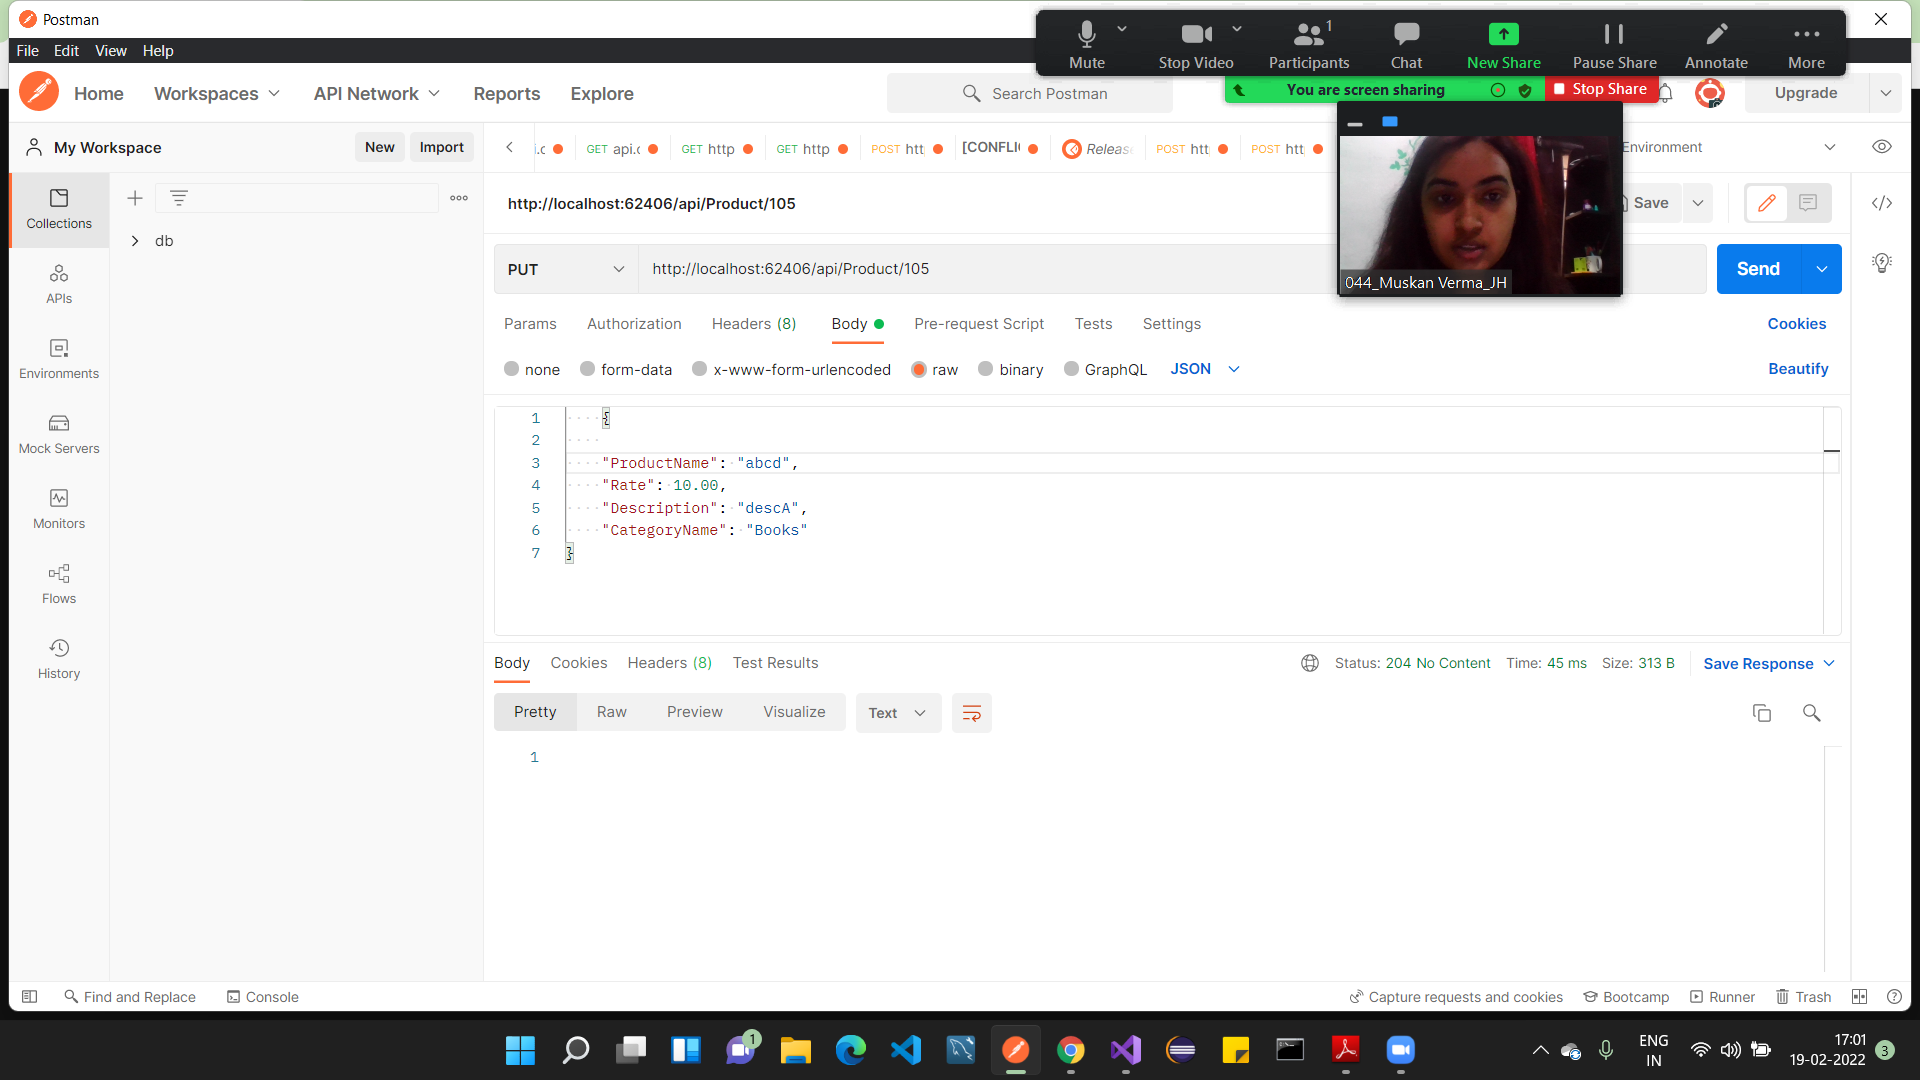 Postman
File Edit View Help
Mute Stop Video Participants 1 Chat New Share Pause Share Annotate More
Home Workspaces API Network Reports Explore
Search Postman
You are screen sharing Stop Share
Upgrade
My Workspace New Import
GET api.c GET http GET http POST htt [CONFLI Releas POST htt POST htt
Environment
Collections
db
http://localhost:62406/api/Product/105
Save
PUT http://localhost:62406/api/Product/105
Send
044_Muskan Verma_JH
APIs
Params Authorization Headers (8) Body Pre-request Script Tests Settings Cookies
Environments
none form-data x-www-form-urlencoded raw binary GraphQL JSON Beautify
Mock Servers
1 {
2
3 "ProductName": "abcd",
4 "Rate": 10.00,
5 "Description": "descA",
6 "CategoryName": "Books"
7 }
Monitors
Flows
History
Body Cookies Headers (8) Test Results
Status: 204 No Content Time: 45 ms Size: 313 B Save Response
Pretty Raw Preview Visualize Text
1
Find and Replace Console
Capture requests and cookies Bootcamp Runner Trash
1
ENG
IN
17:01
19-02-2022
3